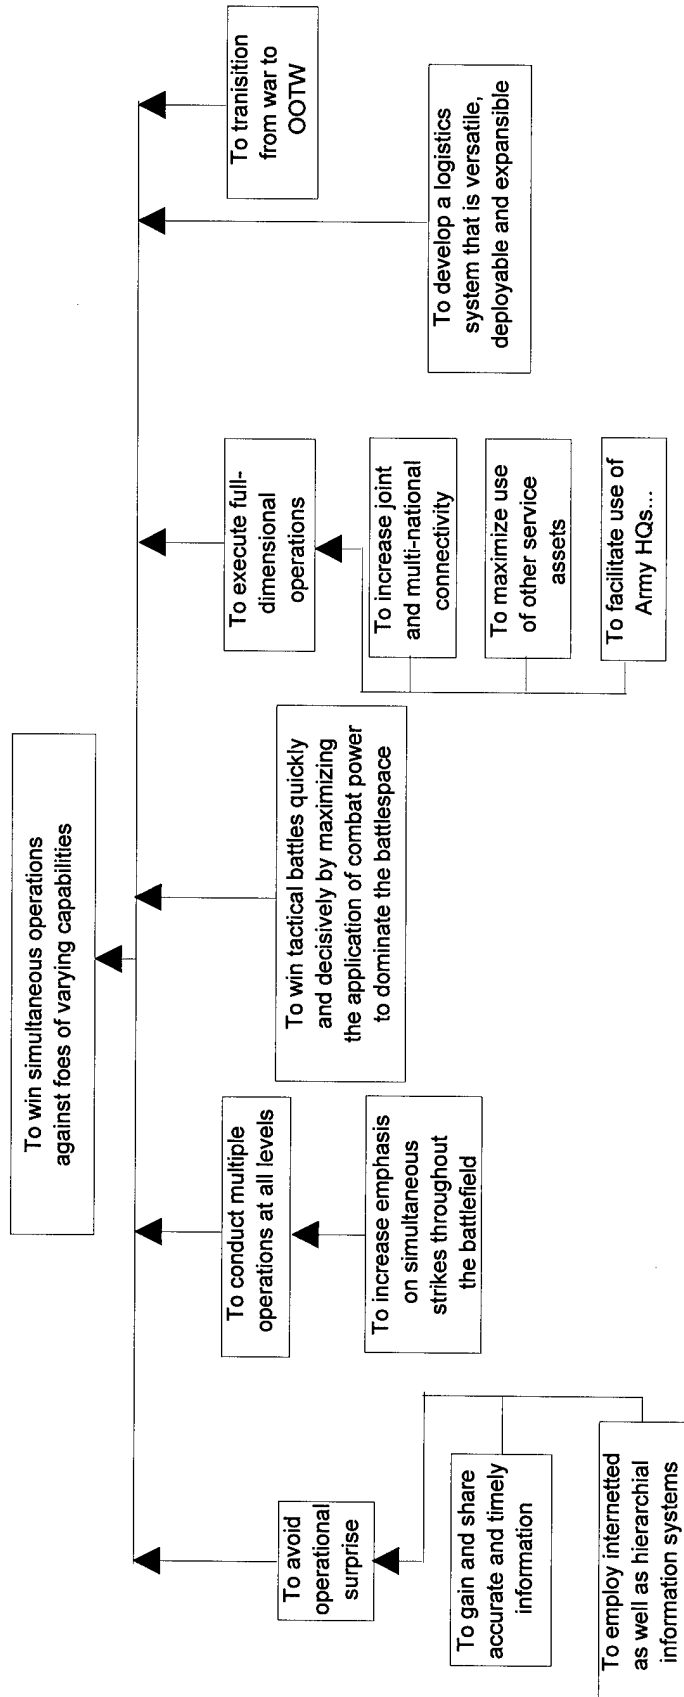 To win simultaneous operations
against foes of varying capabilities
To avoid
operational
surprise
To gain and share
accurate and timely
information
To employ internetted
as well as hierarchial
information systems
To conduct multiple
operations at all levels
To increase emphasis
on simultaneous
strikes throughout
the battlefield
To win tactical battles quickly
and decisively by maximizing
the application of combat power
to dominate the battlespace
To execute full-
dimensional
operations
To increase joint
and multi-national
connectivity
To maximize use
of other service
assets
To facilitate use of
Army HQs...
To develop a logistics
system that is versatile,
deployable and expansible
To tranisition
from war to
OOTW